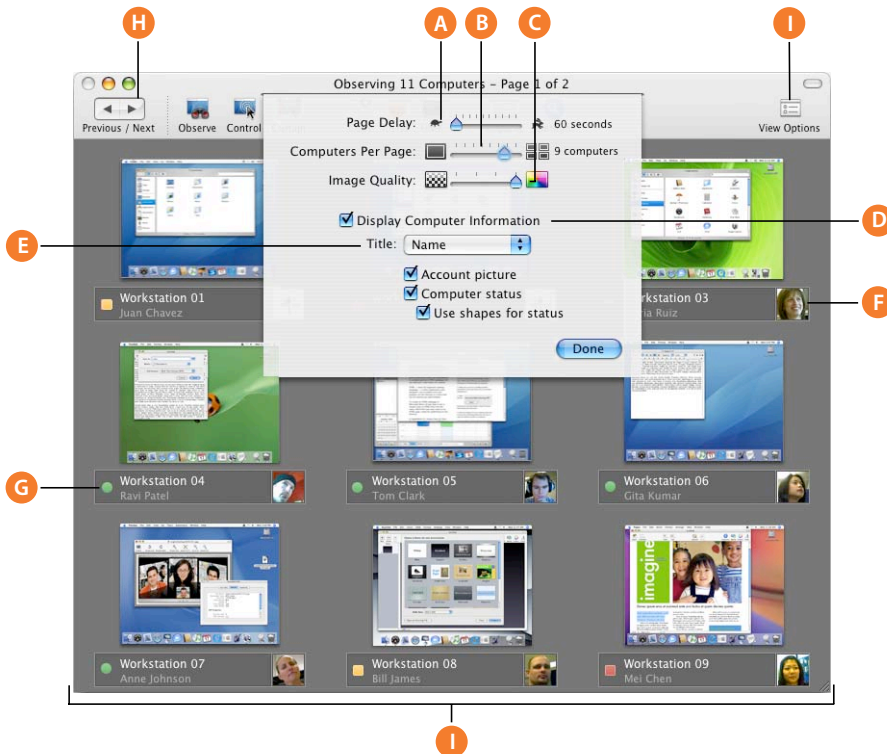 H
A
B
C
I
Observing 11 Computers – Page 1 of 2
Previous / Next
Observe
Control
View Options
Page Delay:
60 seconds
Computers Per Page:
9 computers
Image Quality:
D
Display Computer Information
E
Title: Name
Account picture
Computer status
Use shapes for status
Done
Workstation 01
Juan Chavez
Workstation 03
F
G
Workstation 04
Ravi Patel
Workstation 05
Tom Clark
Workstation 06
Gita Kumar
imagine
Workstation 07
Anne Johnson
Workstation 08
Bill James
Workstation 09
Mei Chen
I